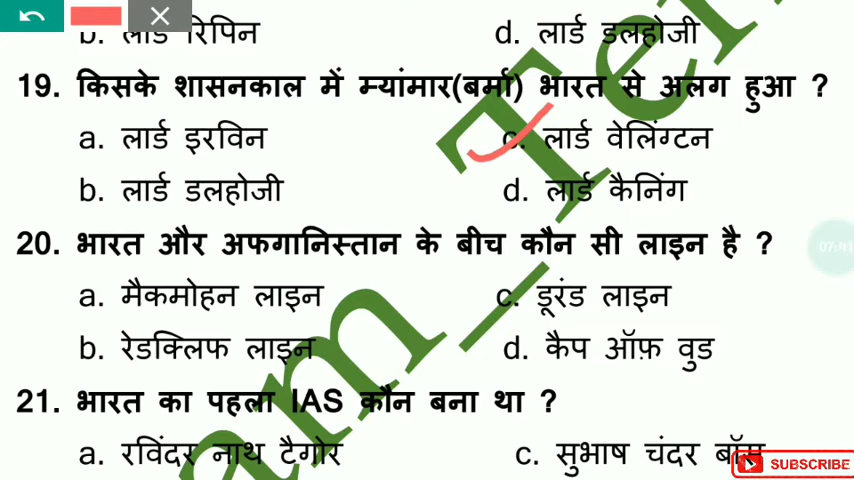 b. लार्ड रिपिन d. लार्ड डलहोजी
19. किसके शासनकाल में म्यांमार(बर्मा) भारत से अलग हुआ ?
a. लार्ड इरविन c. लार्ड वेलिंग्टन
b. लार्ड डलहोजी d. लार्ड कैनिंग
20. भारत और अफगानिस्तान के बीच कौन सी लाइन है ?
a. मैकमोहन लाइन c. डूरंड लाइन
b. रेडक्लिफ लाइन d. कैप ऑफ़ वुड
21. भारत का पहला IAS कौन बना था ?
a. रविंदर नाथ टैगोर c. सुभाष चंदर बॉस
SUBSCRIBE